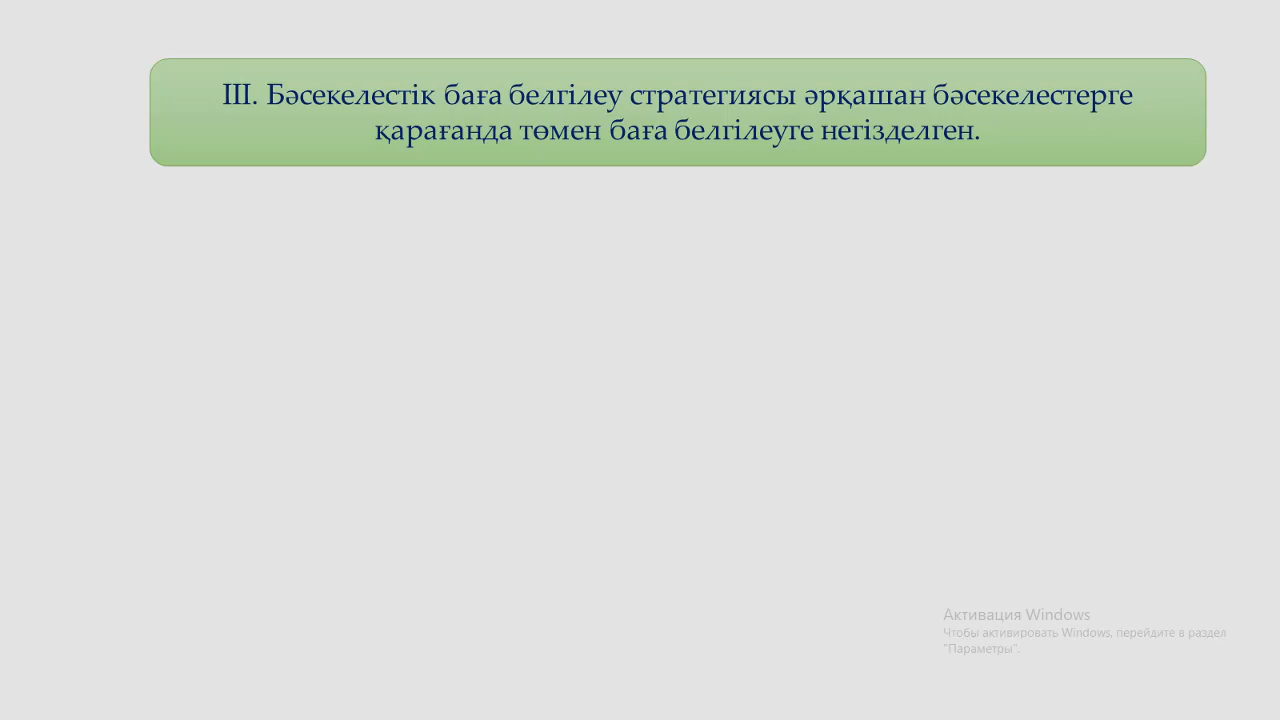 III. Бәсекелестік баға белгілеу стратегиясы әрқашан бәсекелестерге
қарағанда төмен баға белгілеуге негізделген.
Активация Windows
Чтобы активировать Windows, перейдите в раздел
"Параметры".